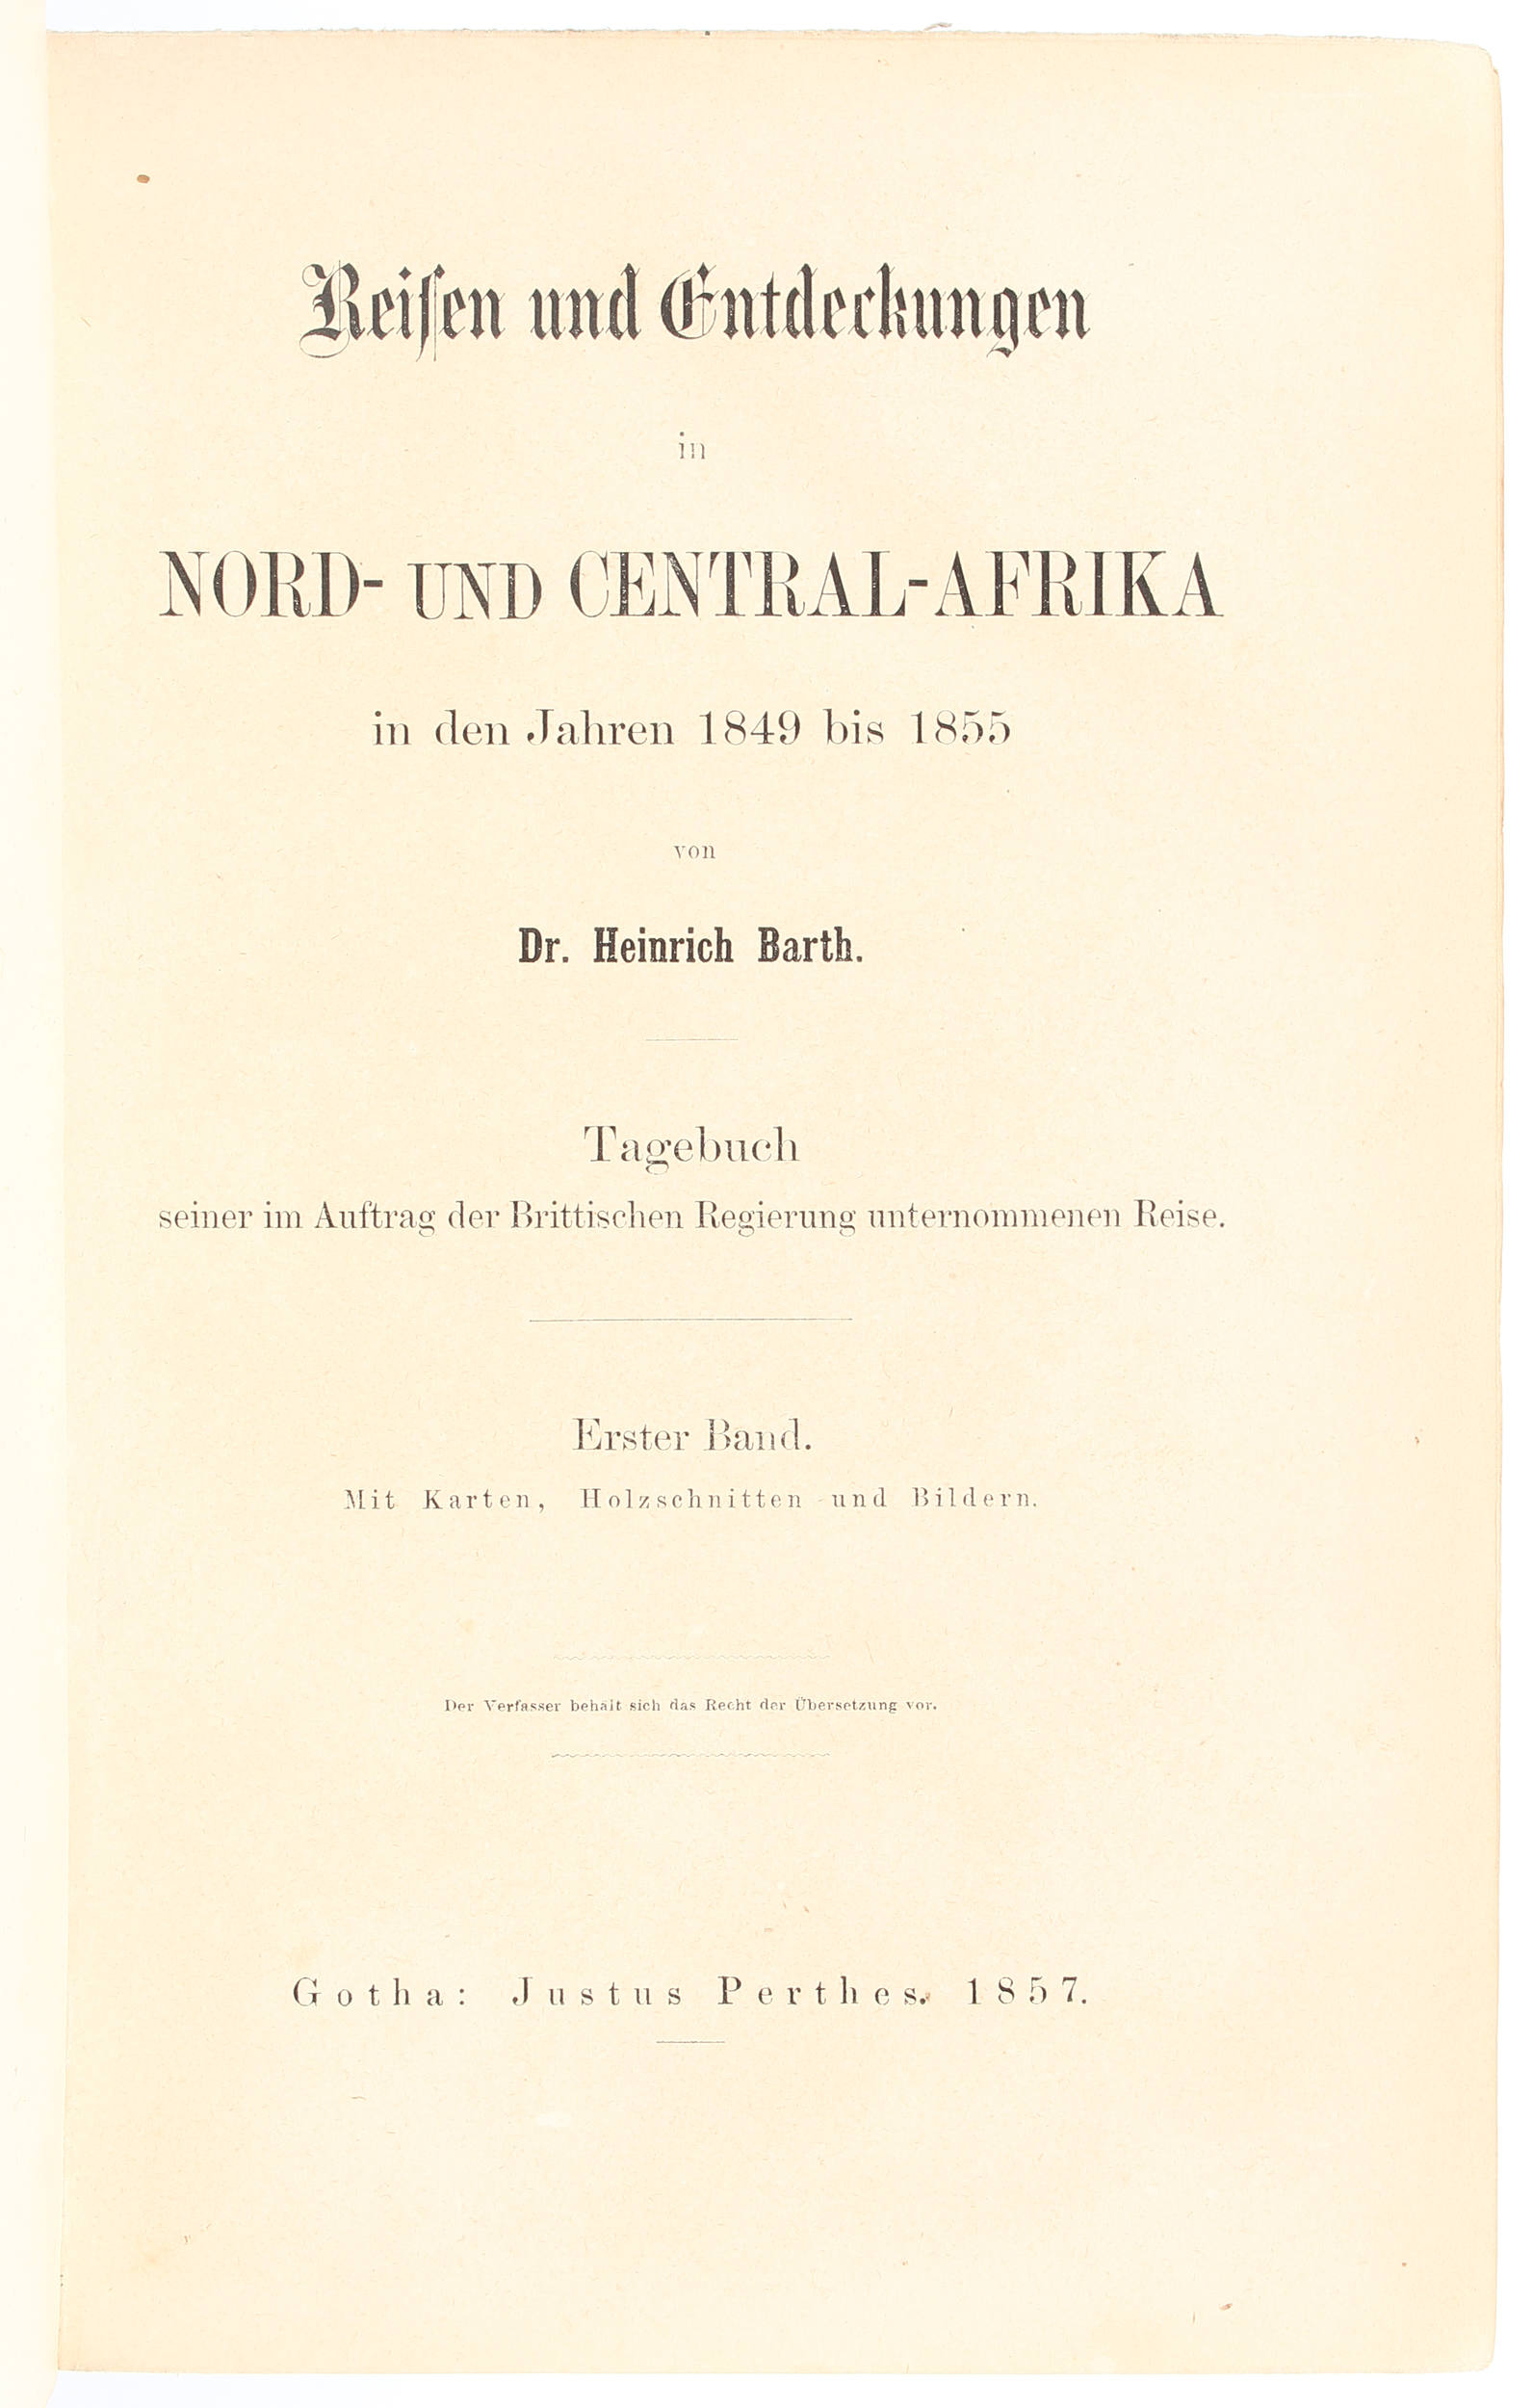 Reiſen und Entdeckungen
in
NORD- UND CENTRAL-AFRIKA
in den Jahren 1849 bis 1855
von
Dr. Heinrich Barth.
Tagebuch
seiner im Auftrag der Brittischen Regierung unternommenen Reise.
Erster Band.
Mit Karten, Holzschnitten und Bildern.
Der Verfasser behält sich das Recht der Übersetzung vor.
Gotha: Justus Perthes. 1857.